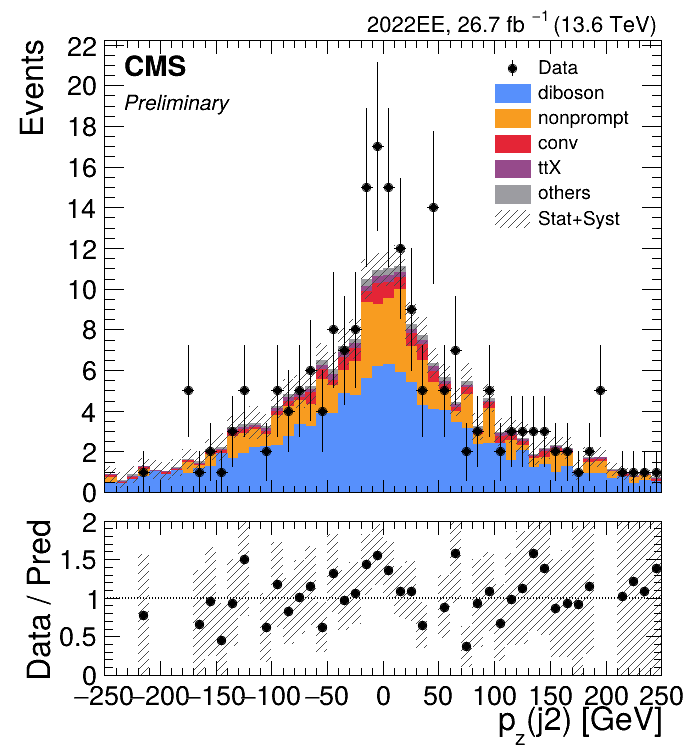 2022EE, 26.7 fb⁻¹ (13.6 TeV)
CMS
Preliminary
Data
diboson
nonprompt
conv
ttX
others
Stat+Syst
Events
22
20
18
16
14
12
10
8
6
4
2
0
Data / Pred
2
1.5
1
0.5
0
−250 −200 −150 −100 −50 0 50 100 150 200 250
p_z(j2) [GeV]